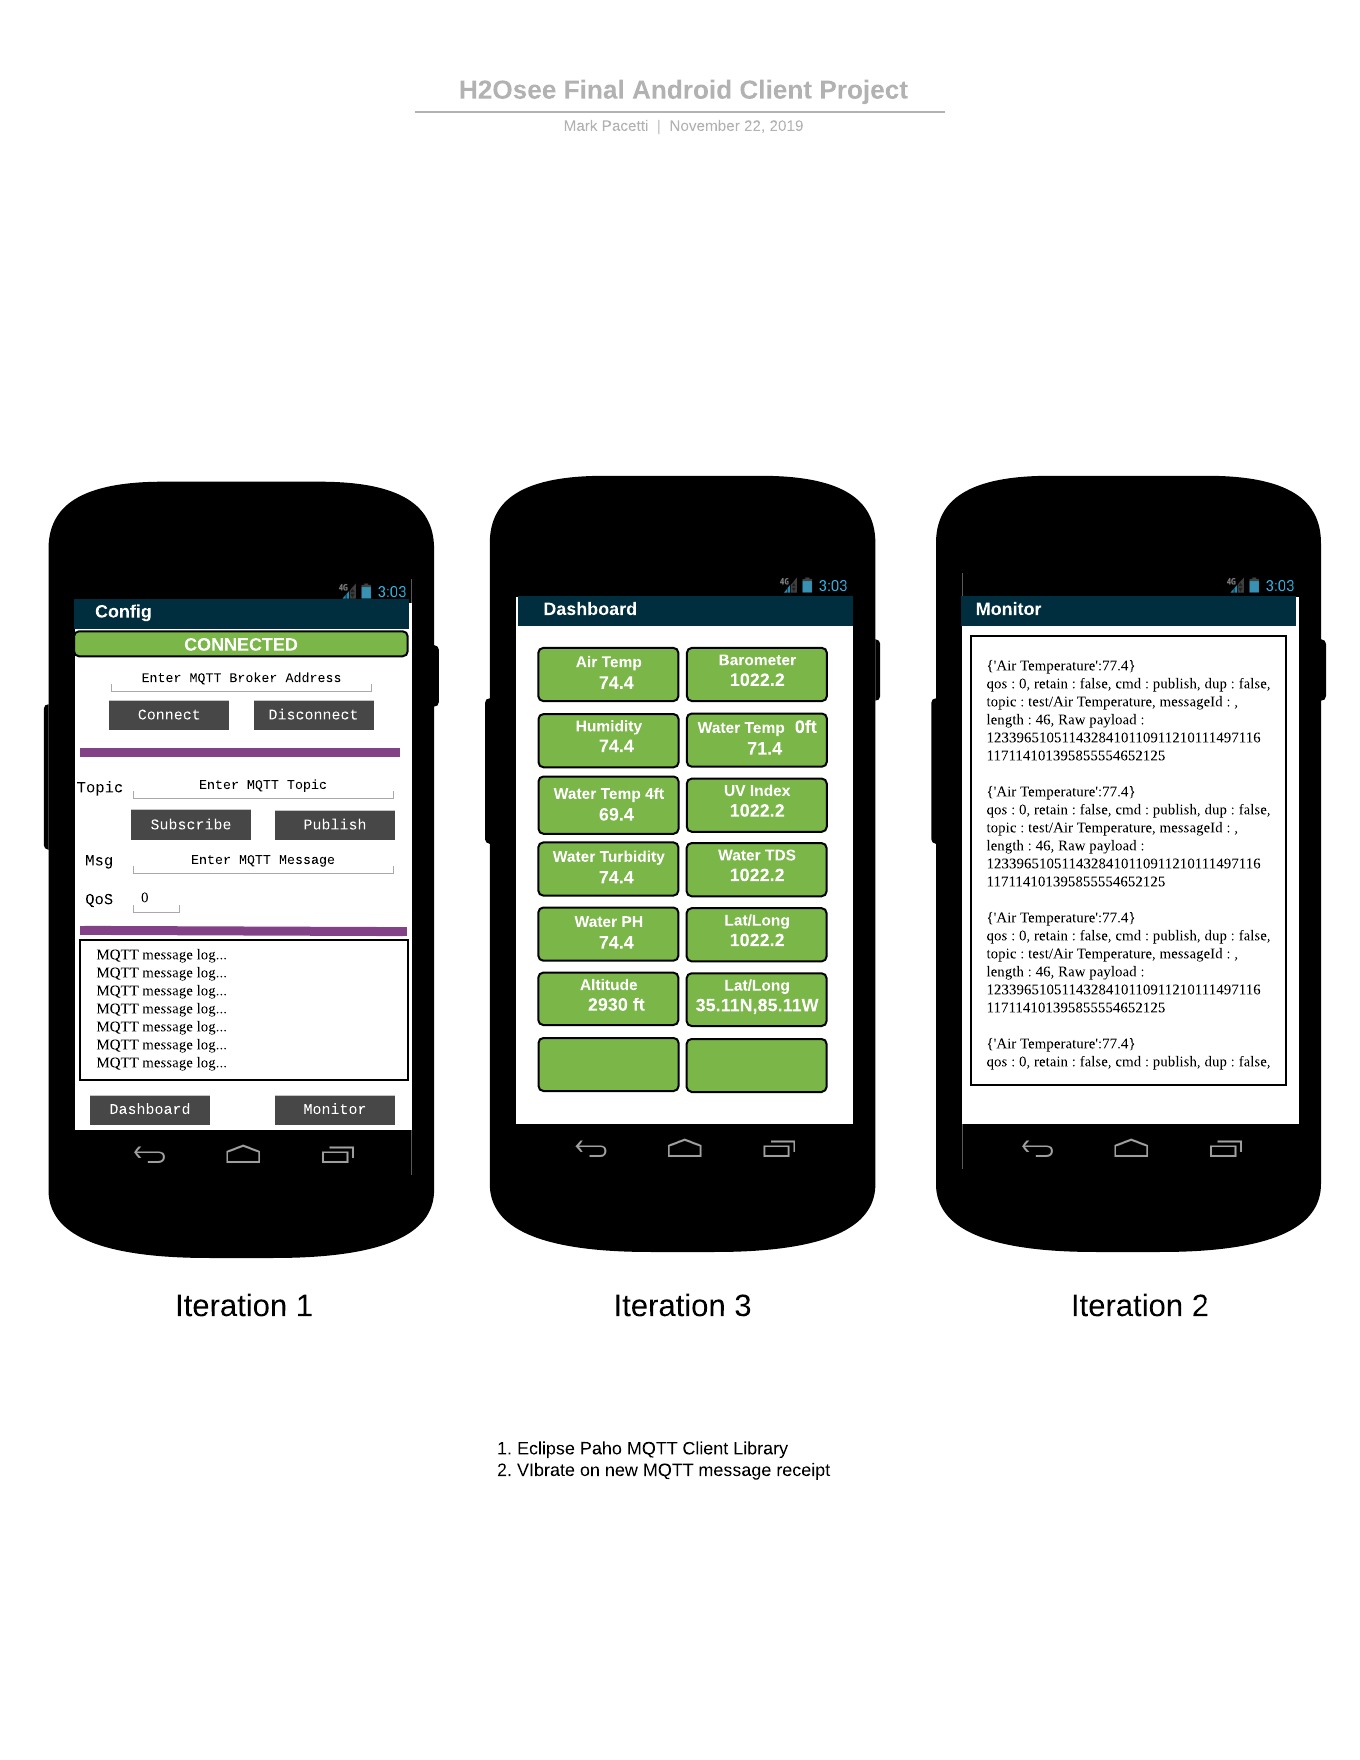 H2Osee Final Android Client Project
Mark Pacetti | November 22, 2019
4G 3:03
Config
CONNECTED
Enter MQTT Broker Address
Connect Disconnect
Topic Enter MQTT Topic
Subscribe Publish
Msg Enter MQTT Message
QoS 0
MQTT message log...
MQTT message log...
MQTT message log...
MQTT message log...
MQTT message log...
MQTT message log...
MQTT message log...
Dashboard Monitor
Iteration 1
4G 3:03
Dashboard
Air Temp
74.4
Barometer
1022.2
Humidity
74.4
Water Temp 0ft
71.4
Water Temp 4ft
69.4
UV Index
1022.2
Water Turbidity
74.4
Water TDS
1022.2
Water PH
74.4
Lat/Long
1022.2
Altitude
2930 ft
Lat/Long
35.11N,85.11W
Iteration 3
4G 3:03
Monitor
{'Air Temperature':77.4}
qos : 0, retain : false, cmd : publish, dup : false,
topic : test/Air Temperature, messageId : ,
length : 46, Raw payload :
1233965105114328410110911210111497116
117114101395855554652125
{'Air Temperature':77.4}
qos : 0, retain : false, cmd : publish, dup : false,
topic : test/Air Temperature, messageId : ,
length : 46, Raw payload :
1233965105114328410110911210111497116
117114101395855554652125
{'Air Temperature':77.4}
qos : 0, retain : false, cmd : publish, dup : false,
topic : test/Air Temperature, messageId : ,
length : 46, Raw payload :
1233965105114328410110911210111497116
117114101395855554652125
{'Air Temperature':77.4}
qos : 0, retain : false, cmd : publish, dup : false,
Iteration 2
1. Eclipse Paho MQTT Client Library
2. VIbrate on new MQTT message receipt